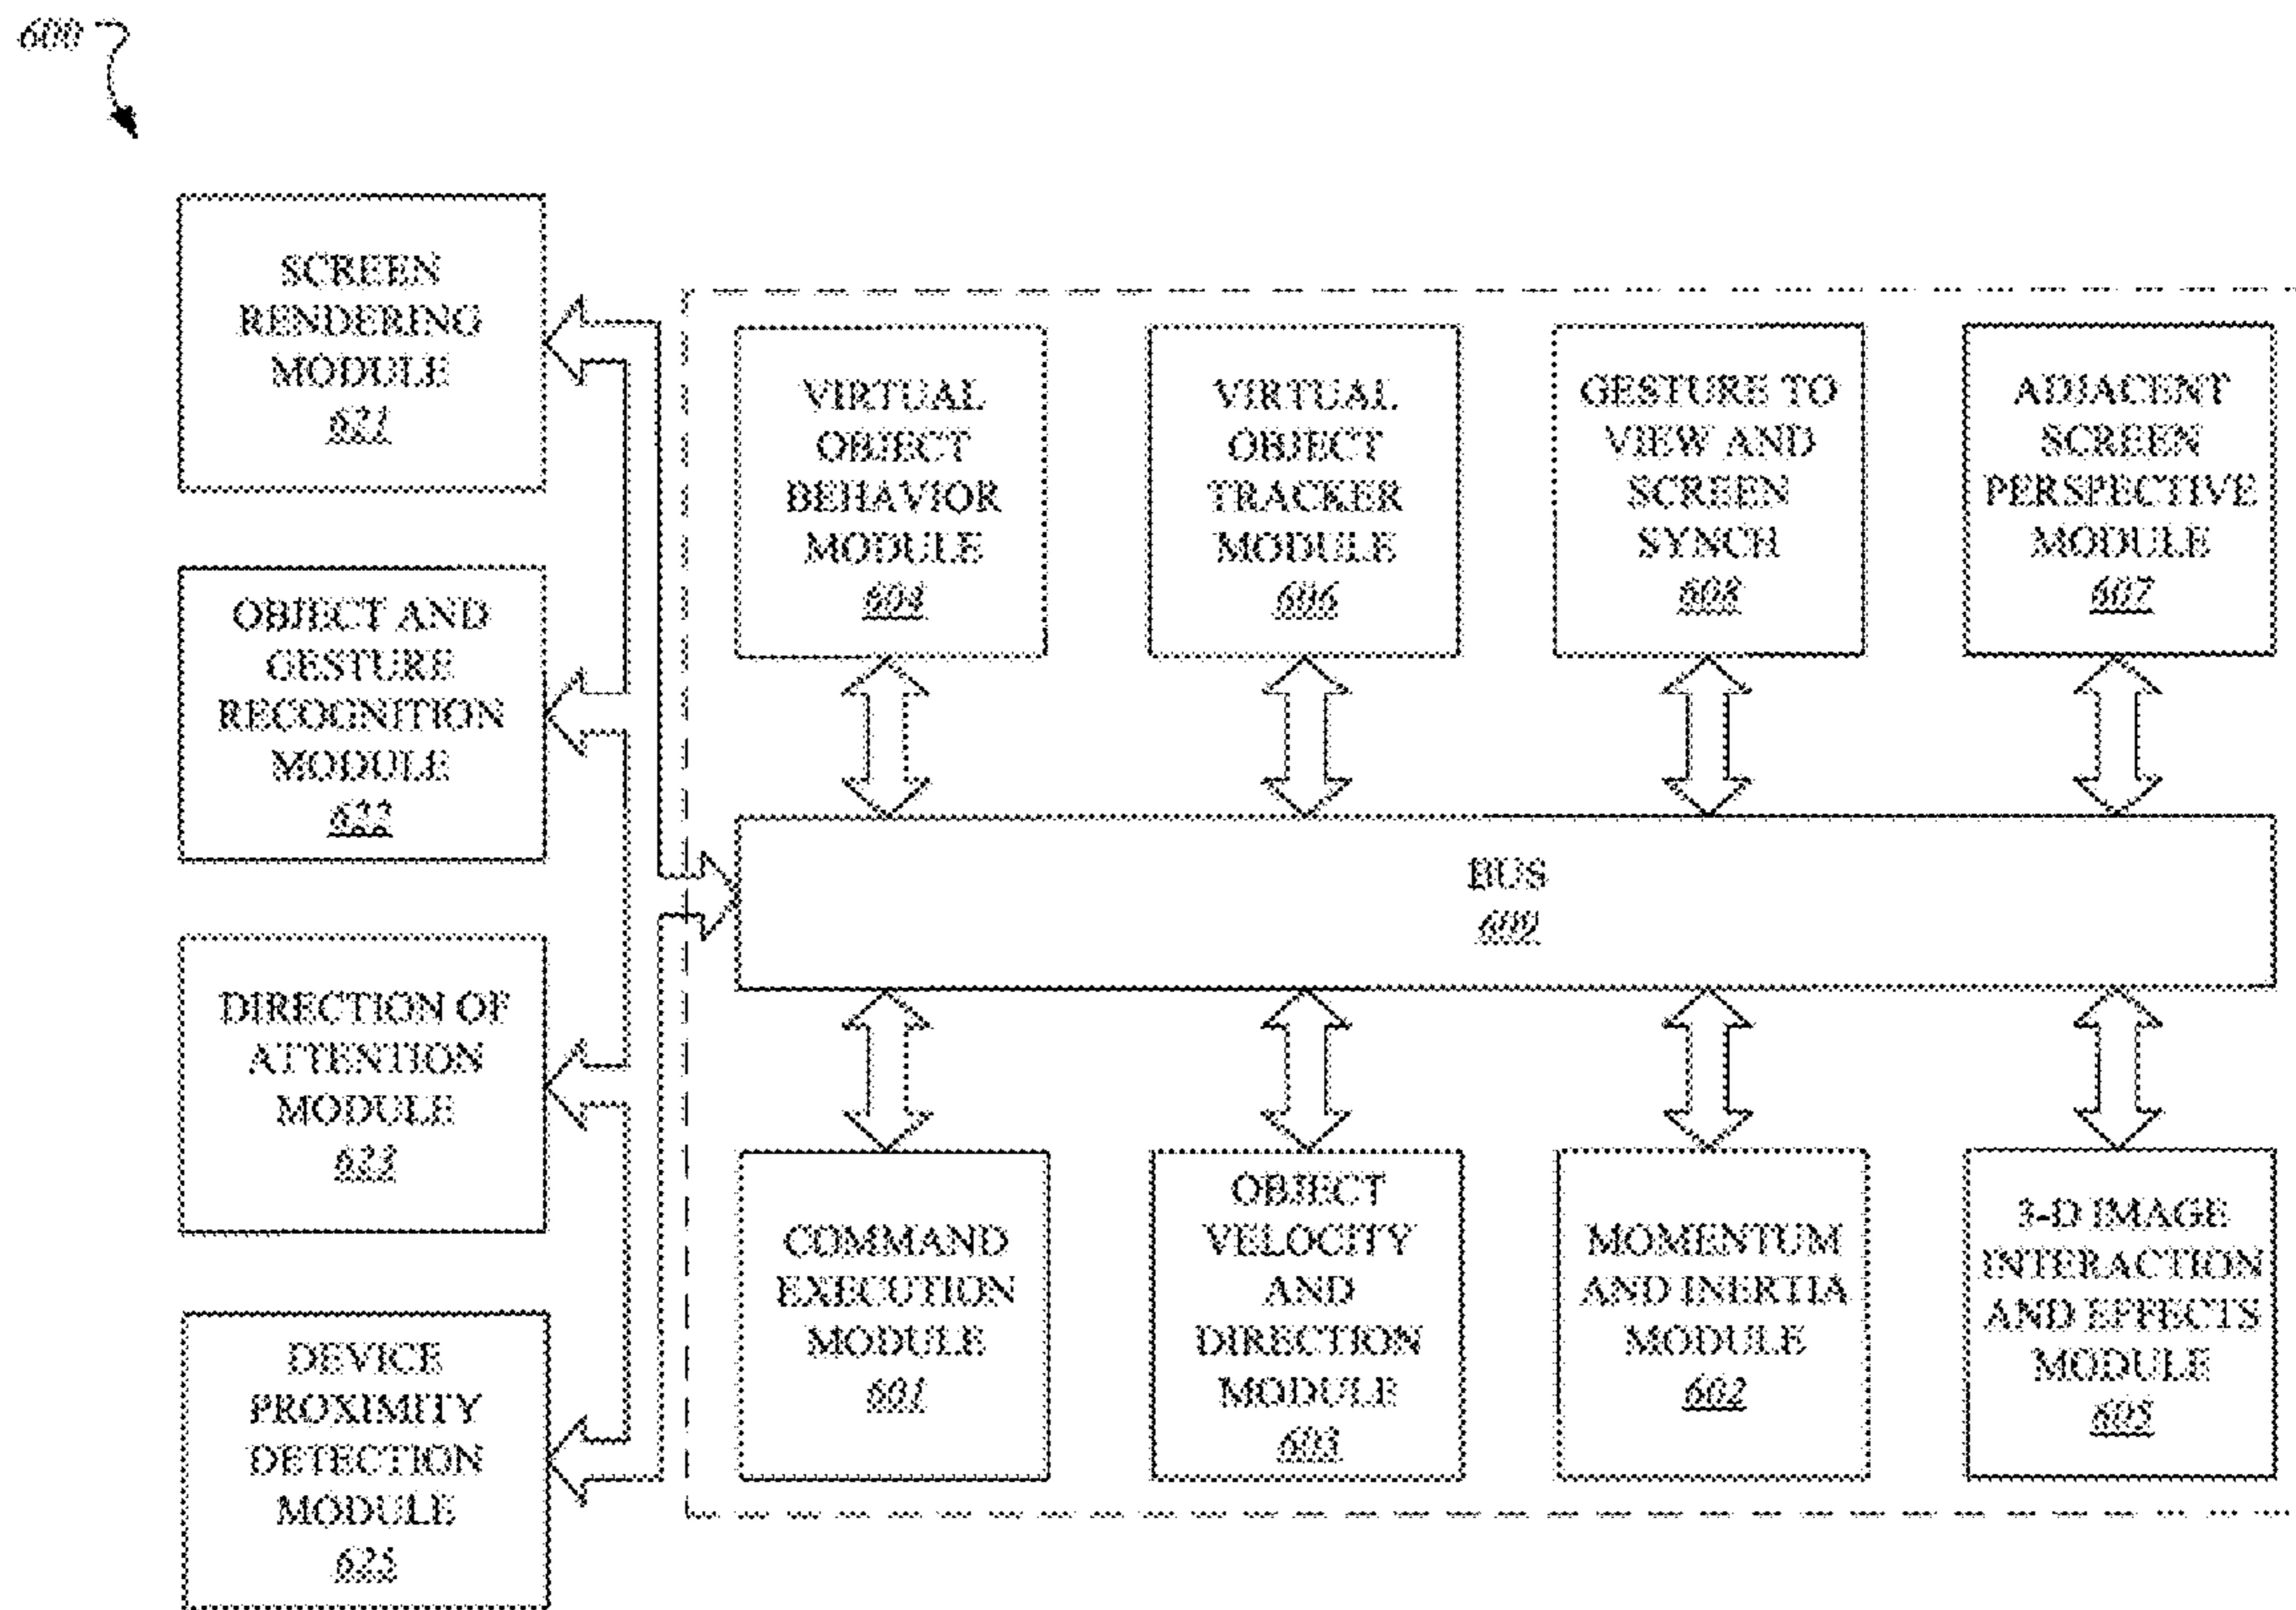 600
SCREEN
RENDERING
MODULE
621
OBJECT AND
GESTURE
RECOGNITION
MODULE
622
DIRECTION OF
ATTENTION
MODULE
623
DEVICE
PROXIMITY
DETECTION
MODULE
625
VIRTUAL
OBJECT
BEHAVIOR
MODULE
604
VIRTUAL
OBJECT
TRACKER
MODULE
606
GESTURE TO
VIEW AND
SCREEN
SYNCH
608
ADJACENT
SCREEN
PERSPECTIVE
MODULE
607
BUS
600
COMMAND
EXECUTION
MODULE
601
OBJECT
VELOCITY
AND
DIRECTION
MODULE
603
MOMENTUM
AND INERTIA
MODULE
602
3-D IMAGE
INTERACTION
AND EFFECTS
MODULE
605